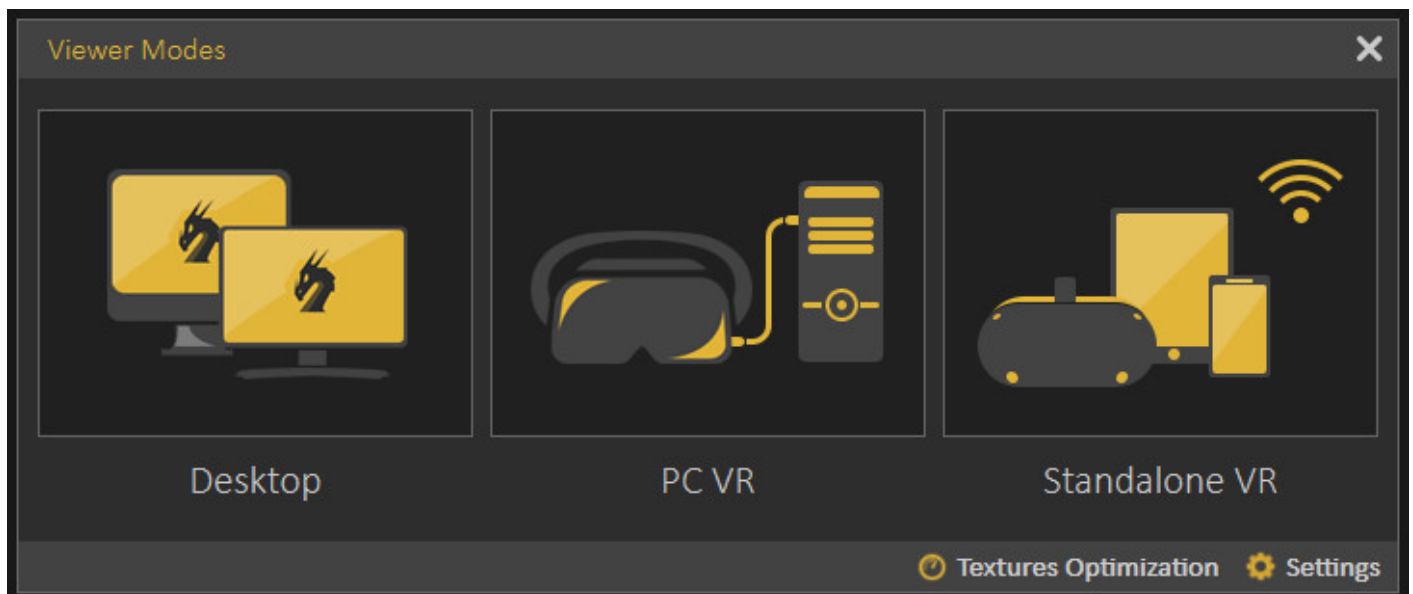 Viewer Modes
Desktop
PC VR
Standalone VR
Textures Optimization
Settings